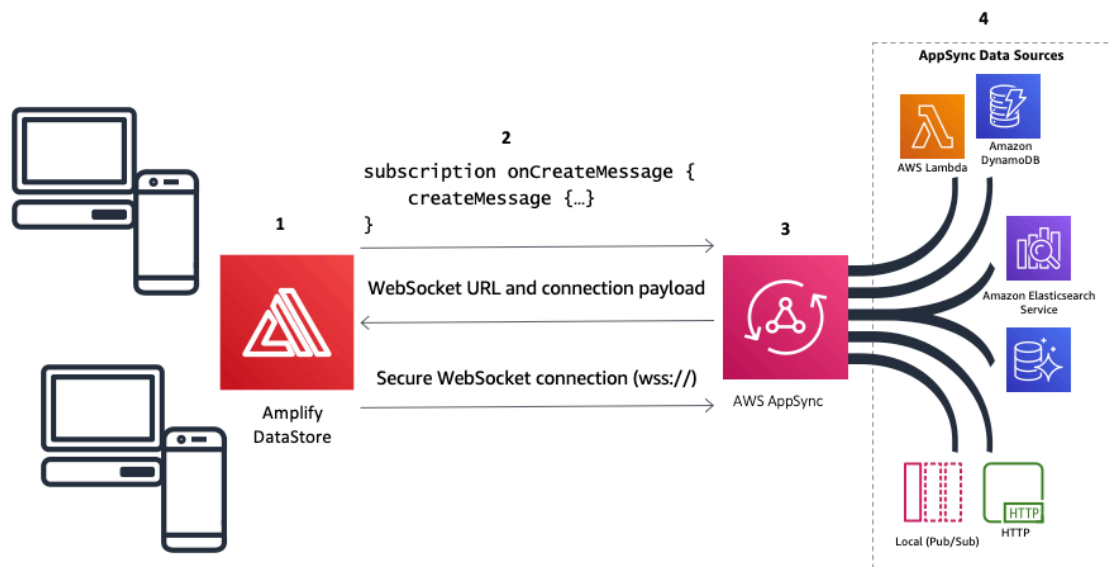 4
AppSync Data Sources
AWS Lambda
Amazon
DynamoDB
2
subscription onCreateMessage {
createMessage {…}
}
1
3
WebSocket URL and connection payload
Amazon Elasticsearch
Service
Secure WebSocket connection (wss://)
Amplify
DataStore
AWS AppSync
HTTP
Local (Pub/Sub)
HTTP